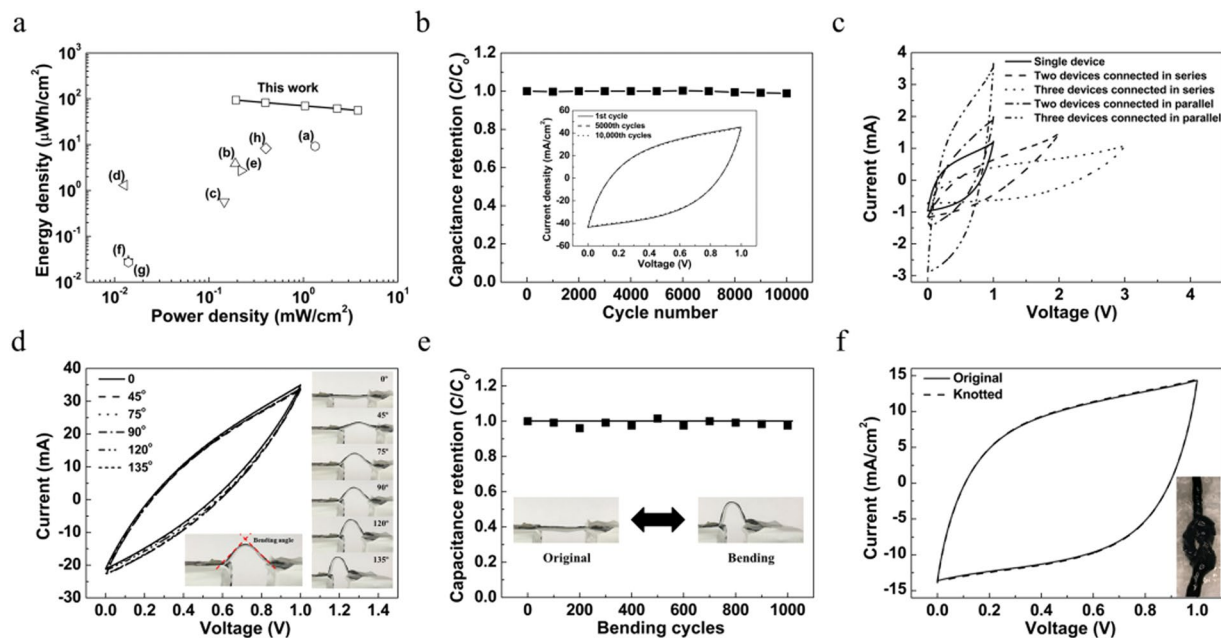 a
Energy density (μWh/cm²)
10³
10²
10¹
10⁰
10⁻¹
10⁻²
This work
(a)
(h)
(b)
(e)
(d)
(c)
(f)
(g)
10⁻²
10⁻¹
10⁰
10¹
Power density (mW/cm²)
b
Capacitance retention (C/Cₒ)
1.2
1.0
0.8
0.6
0.4
0.2
0.0
1st cycle
5000th cycles
10,000th cycles
Current density (mA/cm²)
60
40
20
0
-20
-40
-60
0.0 0.2 0.4 0.6 0.8 1.0
Voltage (V)
0 2000 4000 6000 8000 10000
Cycle number
c
Current (mA)
4
3
2
1
0
-1
-2
-3
Single device
Two devices connected in series
Three devices connected in series
Two devices connected in parallel
Three devices connected in parallel
0 1 2 3 4
Voltage (V)
d
Current (mA)
40
30
20
10
0
-10
-20
-30
0
45°
75°
90°
120°
135°
0°
45°
75°
90°
120°
135°
Bending angle
0.0 0.2 0.4 0.6 0.8 1.0 1.2 1.4
Voltage (V)
e
Capacitance retention (C/Cₒ)
1.2
1.0
0.8
0.6
0.4
0.2
0.0
Original
Bending
0 200 400 600 800 1000
Bending cycles
f
Current (mA/cm²)
15
10
5
0
-5
-10
-15
Original
Knotted
0.0 0.2 0.4 0.6 0.8 1.0
Voltage (V)